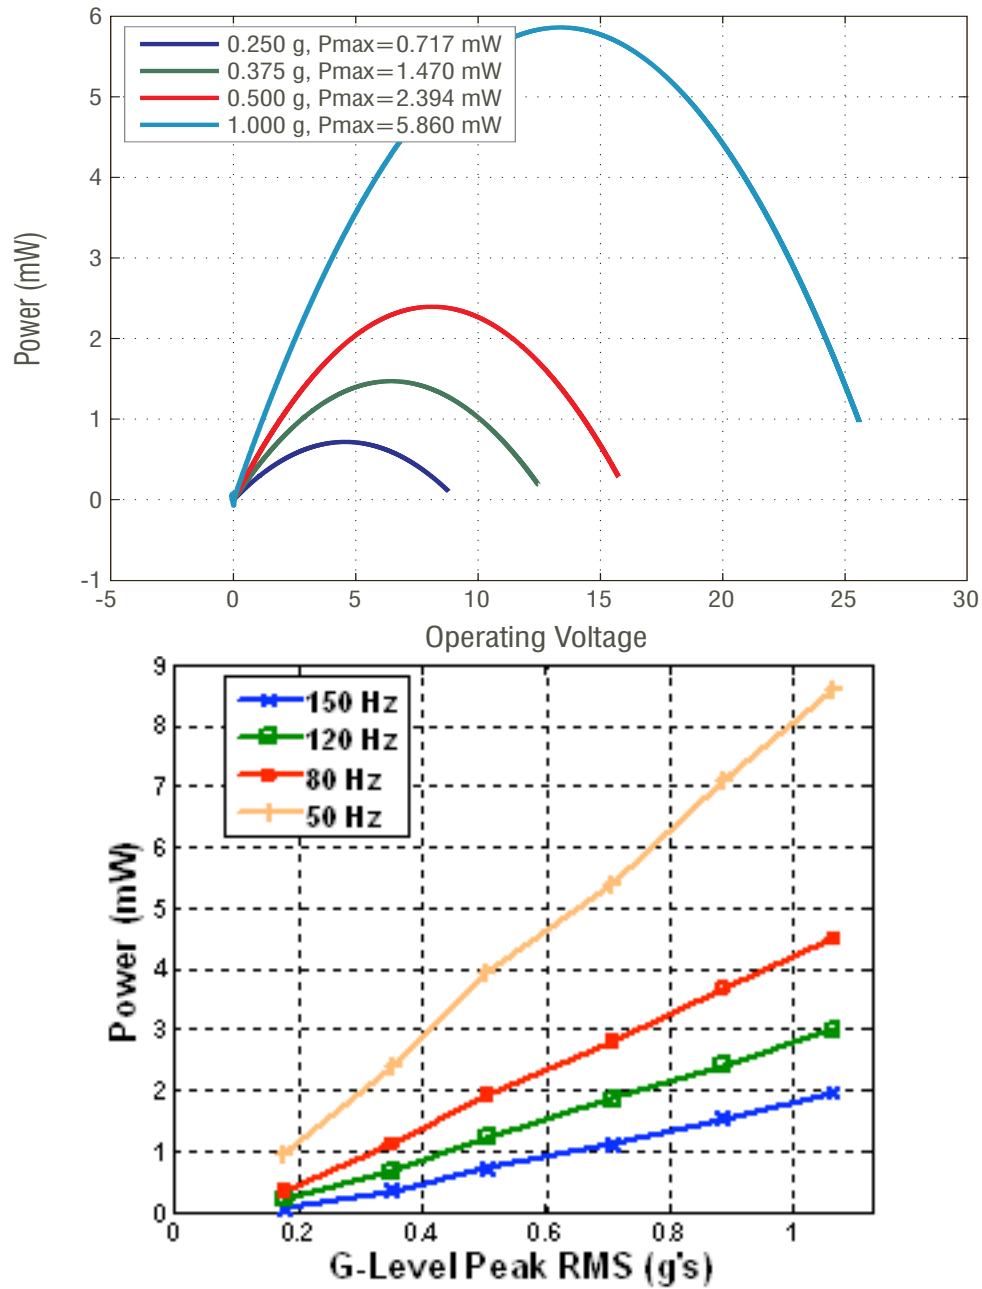 6
5
4
3
2
1
0
-1
0.250 g, Pmax=0.717 mW
0.375 g, Pmax=1.470 mW
0.500 g, Pmax=2.394 mW
1.000 g, Pmax=5.860 mW
Power (mW)
-5 0 5 10 15 20 25 30
Operating Voltage
9
8
7
6
5
4
3
2
1
0
150 Hz
120 Hz
80 Hz
50 Hz
Power (mW)
0 0.2 0.4 0.6 0.8 1
G-Level Peak RMS (g's)